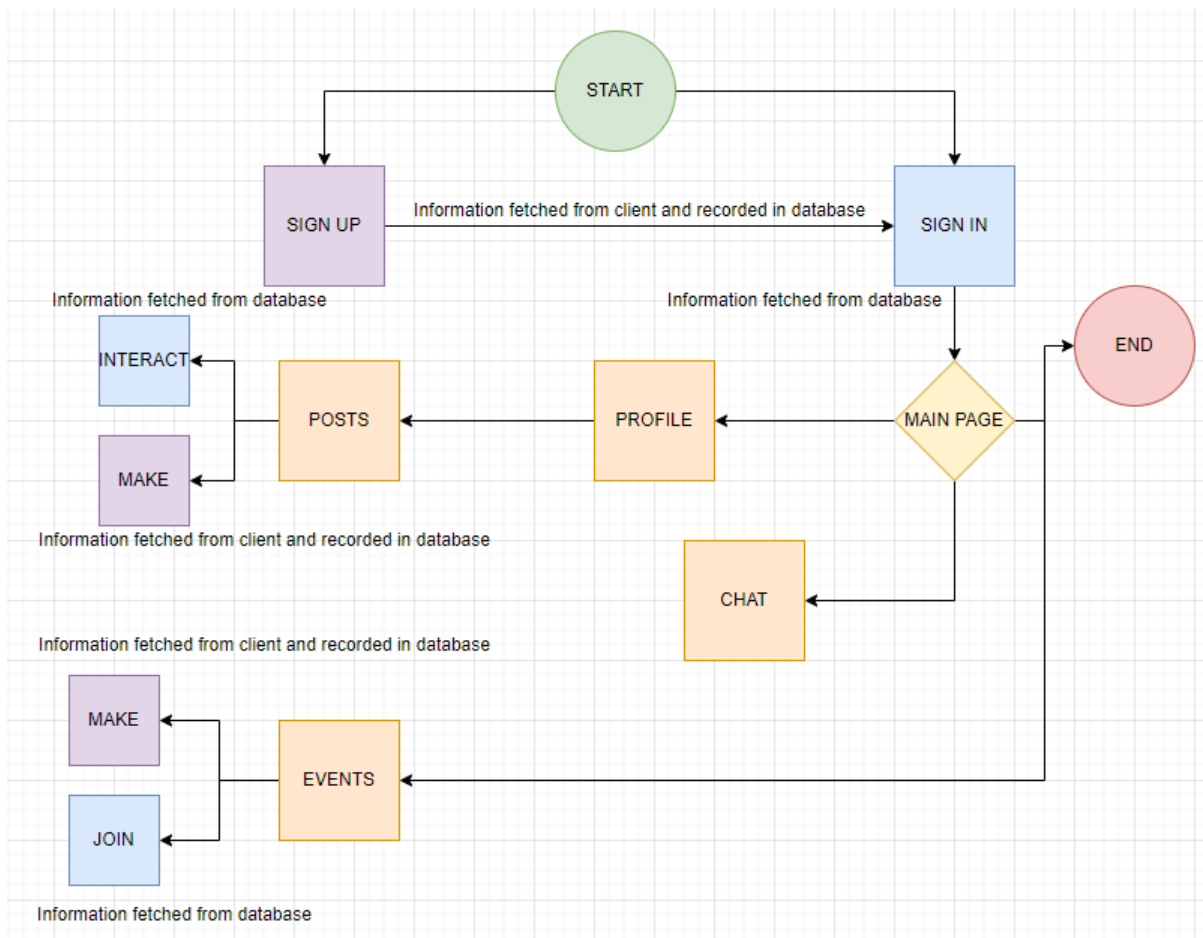 START
SIGN UP
Information fetched from client and recorded in database
SIGN IN
Information fetched from database
Information fetched from database
INTERACT
END
POSTS
PROFILE
MAIN PAGE
MAKE
Information fetched from client and recorded in database
CHAT
Information fetched from client and recorded in database
MAKE
EVENTS
JOIN
Information fetched from database